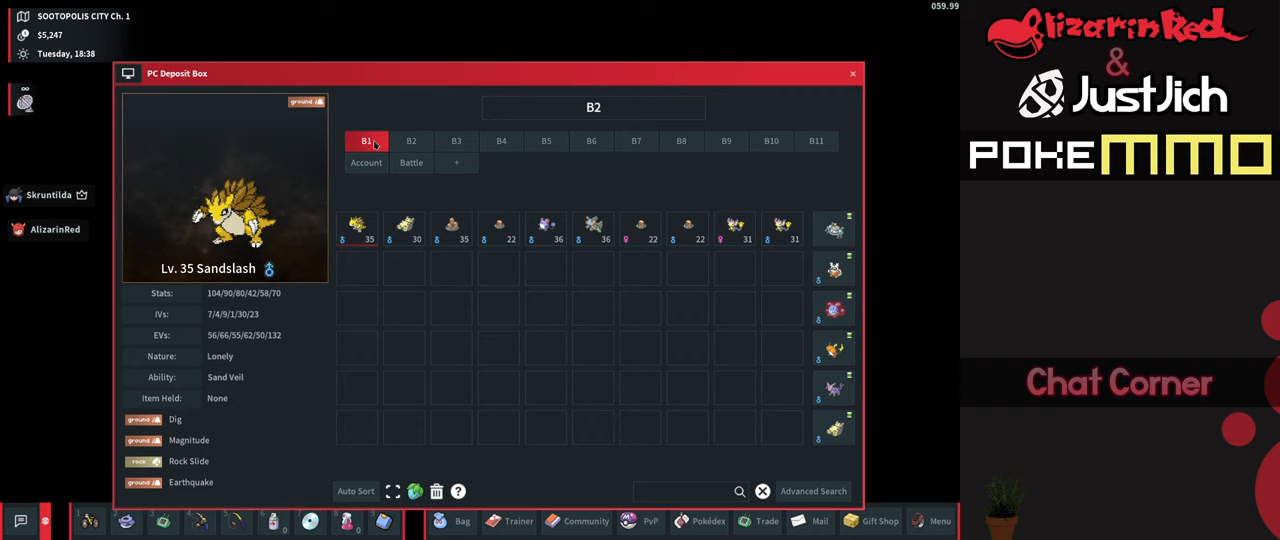 SOOTOPOLIS CITY Ch. 1
$5,247
Tuesday, 18:38
059.99
AlizarinRed
&
JustJich
POKEMMO
PC Deposit Box
ground
B2
B1 B2 B3 B4 B5 B6 B7 B8 B9 B10 B11
Account Battle +
∞
Skruntilda
AlizarinRed
Lv. 35 Sandslash
35 30 35 22 36 36 22 22 31 31
Stats: 104/90/80/42/58/70
IVs: 7/4/9/1/30/23
EVs: 56/66/55/62/50/132
Nature: Lonely
Ability: Sand Veil
Item Held: None
ground Dig
ground Magnitude
rock Rock Slide
ground Earthquake
Chat Corner
Auto Sort ? Advanced Search
1 2 3 4 5 6 0 7 8 0 9
Bag Trainer Community PvP Pokédex Trade Mail Gift Shop Menu